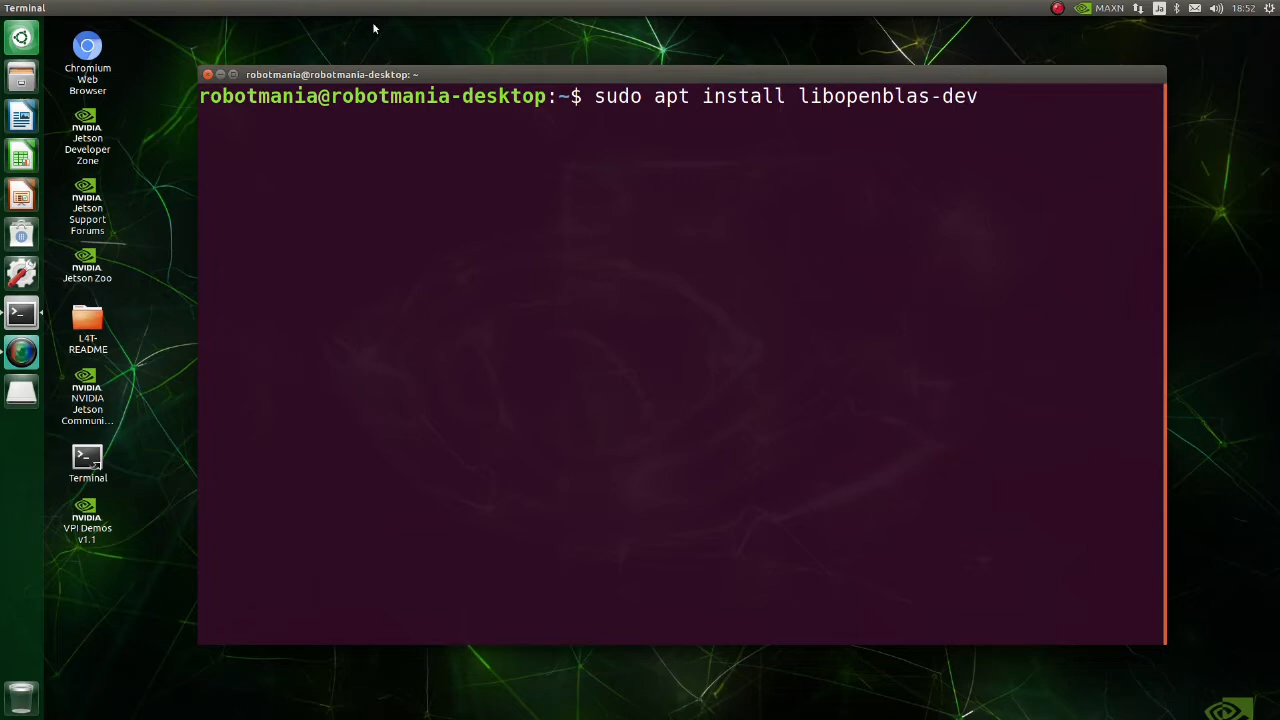 Terminal
MAXN
Ja
18:52
Chromium
Web
Browser
NVIDIA.
Jetson
Developer
Zone
NVIDIA.
Jetson
Support
Forums
NVIDIA.
Jetson Zoo
L4T-
README
NVIDIA.
NVIDIA
Jetson
Communi...
Terminal
NVIDIA.
VPI Demos
v1.1
robotmania@robotmania-desktop: ~
robotmania@robotmania-desktop:~$ sudo apt install libopenblas-dev